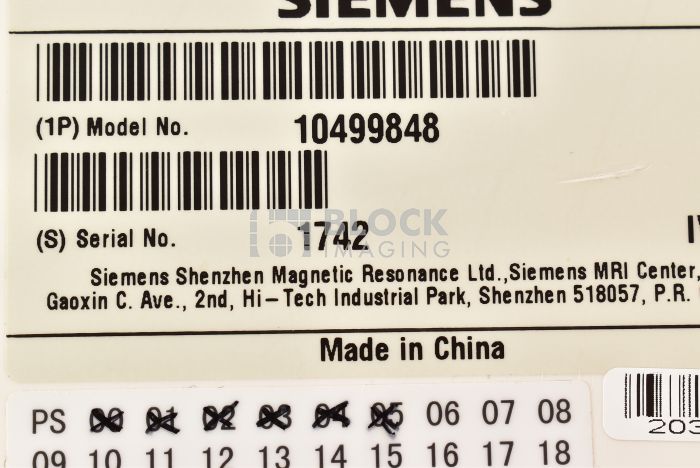 SIEMENS
(1P) Model No. 10499848
BLOCK
IMAGING
(S) Serial No. 1742
Siemens Shenzhen Magnetic Resonance Ltd.,Siemens MRI Center,
Gaoxin C. Ave., 2nd, Hi–Tech Industrial Park, Shenzhen 518057, P.R.
Made in China
PS 00 01 02 03 04 05 06 07 08
203
09 10 11 12 13 14 15 16 17 18